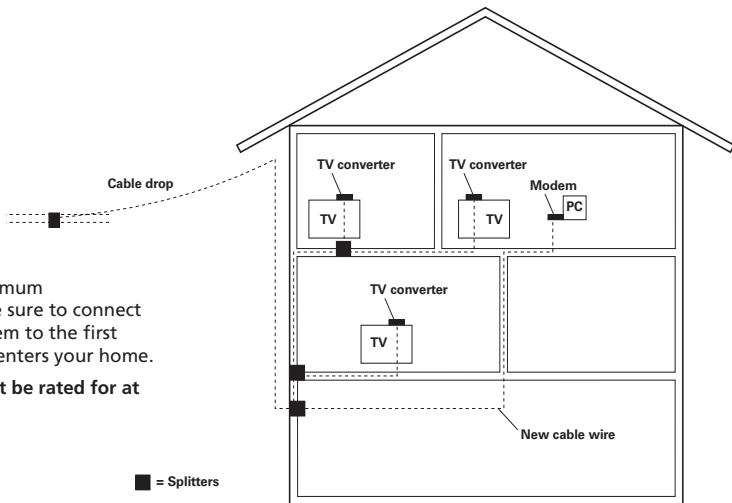 TV converter
TV converter
Cable drop
Modem
PC
TV
TV
mum
sure to connect
em to the first
enters your home.
t be rated for at
TV converter
TV
New cable wire
= Splitters